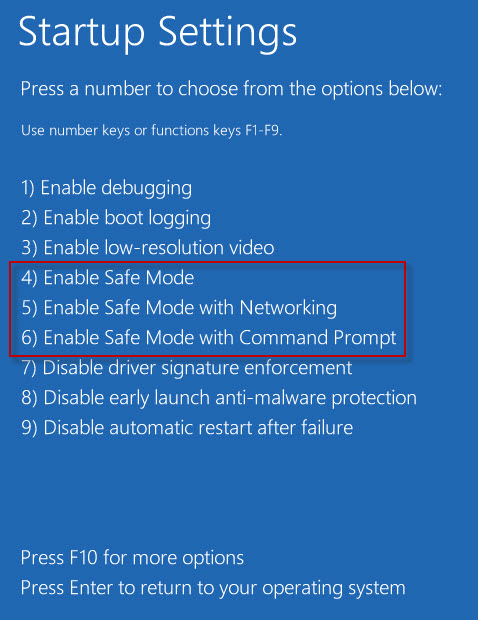 Startup Settings
Press a number to choose from the options below:
Use number keys or functions keys F1-F9.
1) Enable debugging
2) Enable boot logging
3) Enable low-resolution video
4) Enable Safe Mode
5) Enable Safe Mode with Networking
6) Enable Safe Mode with Command Prompt
7) Disable driver signature enforcement
8) Disable early launch anti-malware protection
9) Disable automatic restart after failure
Press F10 for more options
Press Enter to return to your operating system